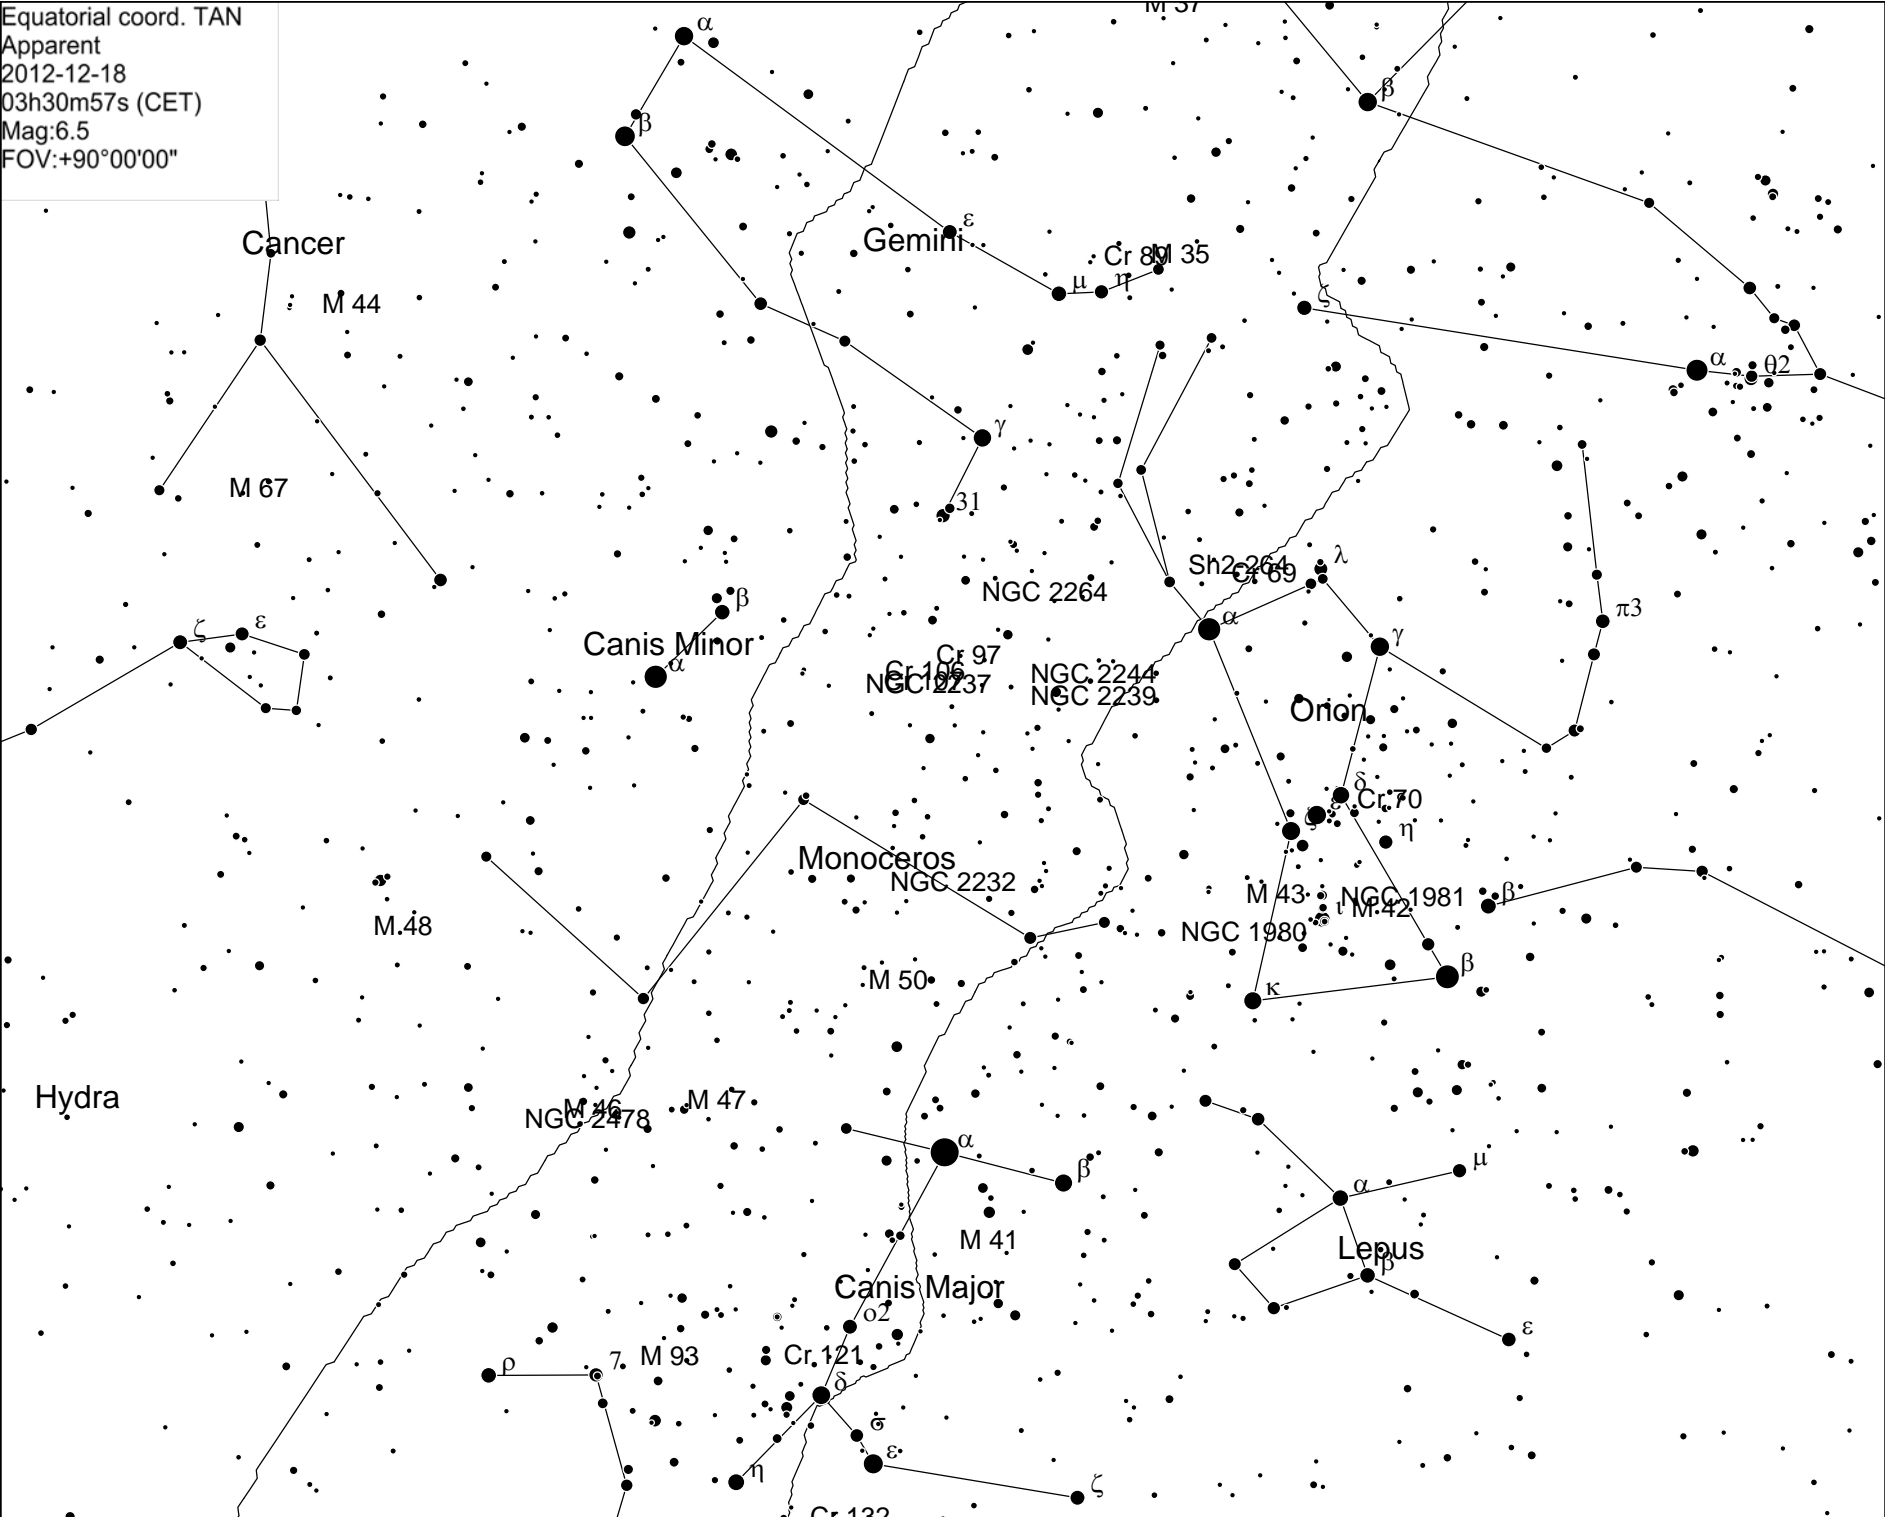 Equatorial coord. TAN
Apparent
2012-12-18
03h30m57s (CET)
Mag:6.5
FOV:+90°00'00"
M 37
α
β
β
Cancer
Gemini
ε
Cr 89
M 35
M 44
μ
η
ζ
α
θ2
γ
M 67
31
Sh2-264
Cr 69
λ
NGC 2264
β
α
π3
ζ
ε
Canis Minor
α
γ
Cr 97
Cr 106
Cr 107
NGC 2237
NGC 2244
NGC 2239
Orion
δ
ε
Cr 70
ζ
η
Monoceros
NGC 2232
M 43
NGC 1981
ι
M 42
β
M 48
NGC 1980
β
M 50
κ
Hydra
M 46
M 47
NGC 2478
α
β
μ
α
M 41
Lepus
β
Canis Major
ο2
ε
ρ
7
M 93
Cr 121
δ
σ
ε
η
ζ
Cr 132